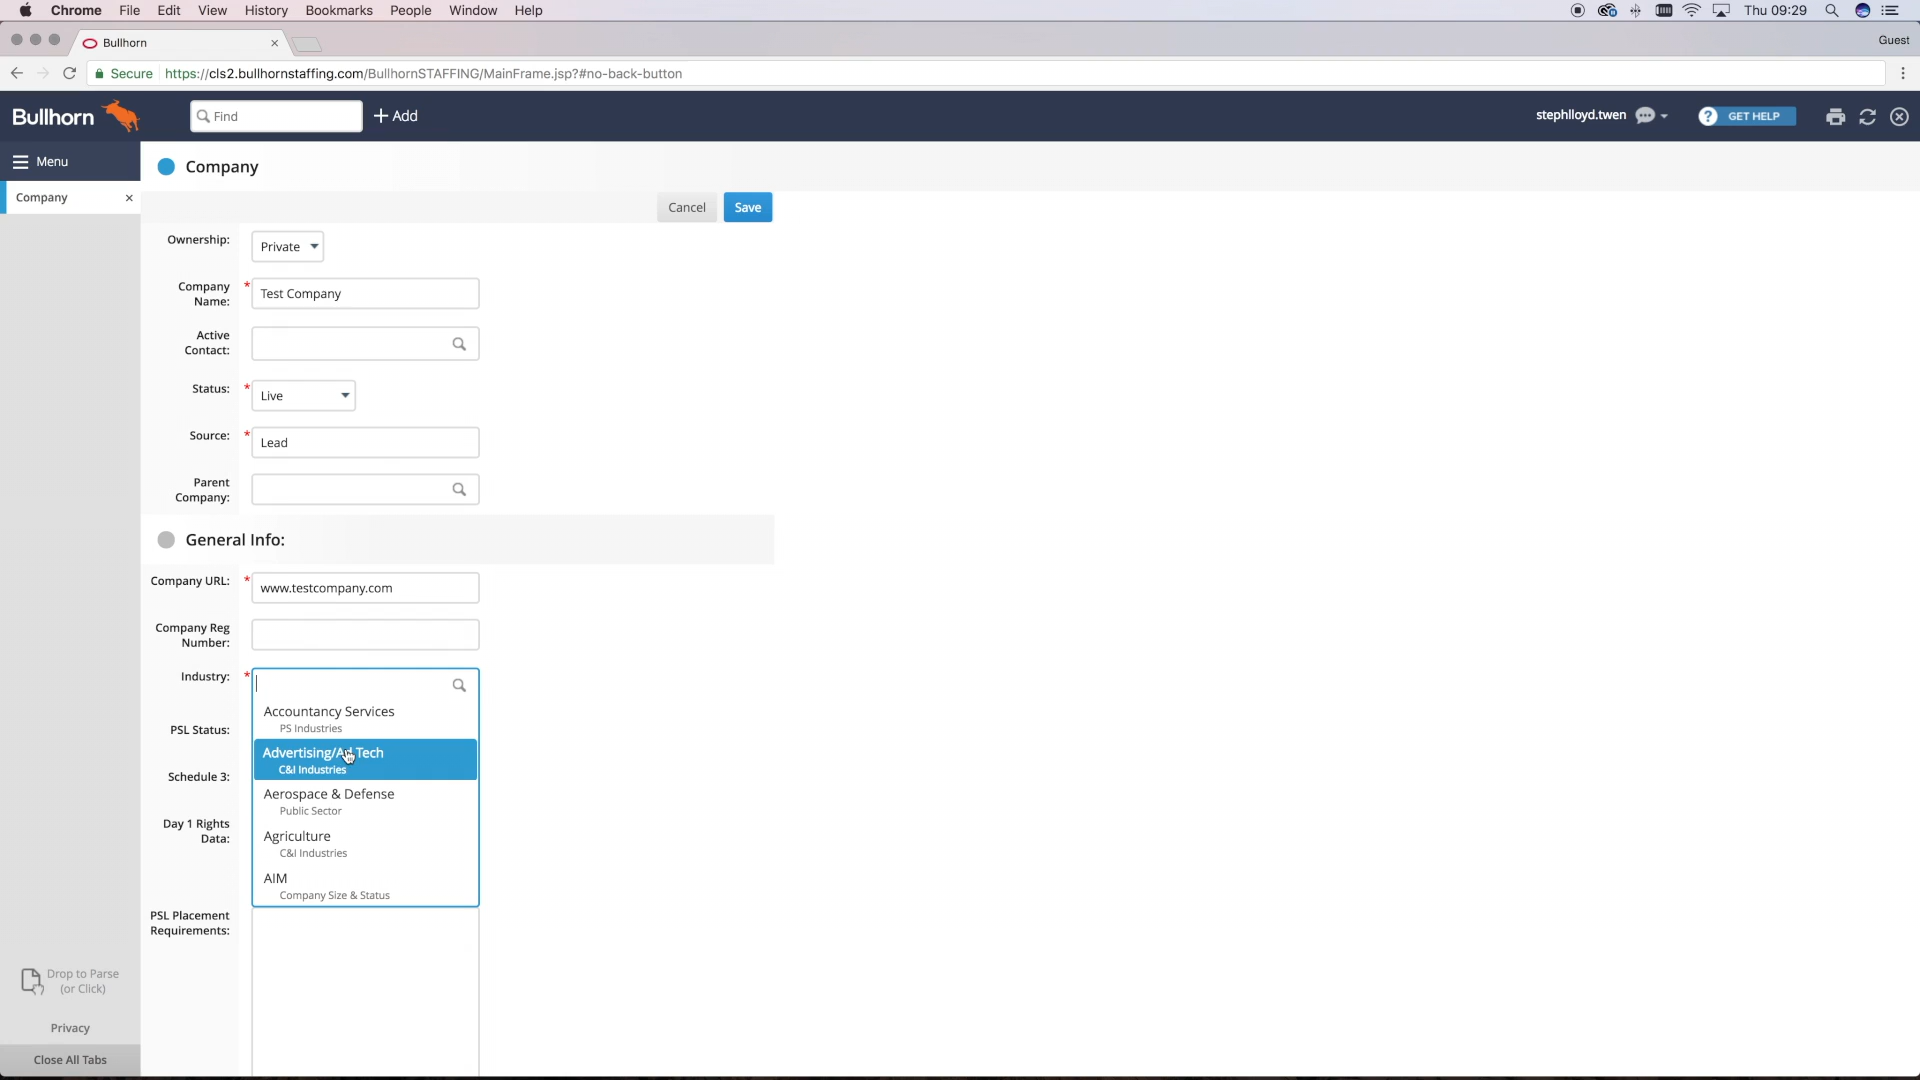 Chrome File Edit View History Bookmarks People Window Help Thu 09:29
Bullhorn Guest
Secure https://cls2.bullhornstaffing.com/BullhornSTAFFING/MainFrame.jsp?#no-back-button
Bullhorn Find + Add stephlloyd.twen ? GET HELP
Menu
Company
Company
Cancel Save
Ownership: Private
Company Name: * Test Company
Active Contact:
Status: * Live
Source: * Lead
Parent Company:
General Info:
Company URL: * www.testcompany.com
Company Reg Number:
Industry: *
Accountancy Services
PS Industries
PSL Status:
Advertising/Ad Tech
C&I Industries
Schedule 3:
Aerospace & Defense
Public Sector
Day 1 Rights Data:
Agriculture
C&I Industries
AIM
Company Size & Status
PSL Placement Requirements:
Drop to Parse
(or Click)
Privacy
Close All Tabs